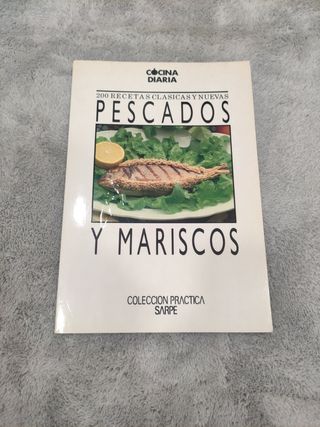 COCINA
DIARIA
200 RECETAS CLASICAS Y NUEVAS
PESCADOS
Y MARISCOS
COLECCION PRACTICA
SARPE